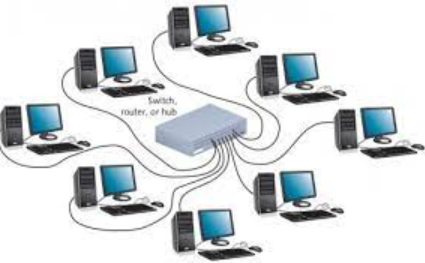 Switch,
router, or hub